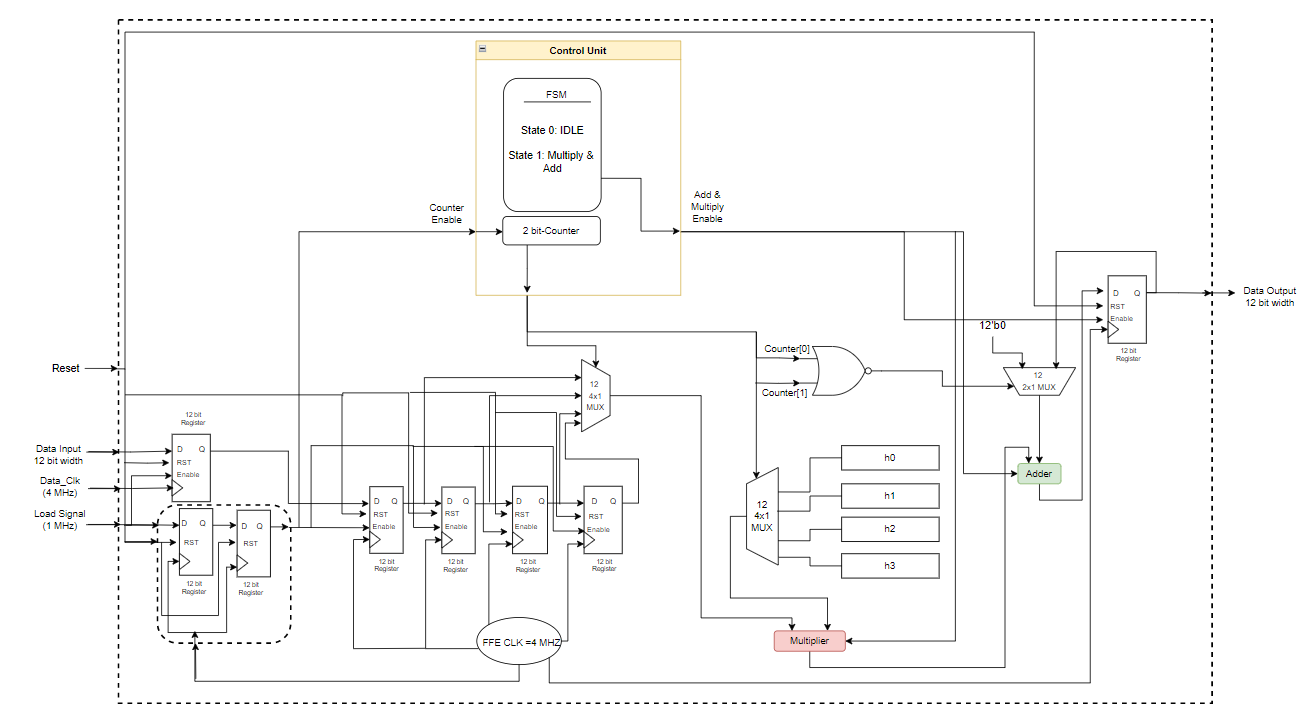 Control Unit
FSM
State 0: IDLE
State 1: Multiply &
Add
2 bit-Counter
Counter
Enable
Add &
Multiply
Enable
Data Output
12 bit width
D Q
RST
Enable
12 bit
Register
12'b0
12
2x1 MUX
Counter[0]
Counter[1]
12
4x1
MUX
Reset
12 bit
Register
Data Input
12 bit width
D Q
RST
Enable
Data_Clk
(4 MHz)
Load Signal
(1 MHz)
D Q
RST
12 bit
Register
D Q
RST
12 bit
Register
D Q
RST
Enable
12 bit
Register
D Q
RST
Enable
12 bit
Register
D Q
RST
Enable
12 bit
Register
D Q
RST
Enable
12 bit
Register
FFE CLK =4 MHZ
12
4x1
MUX
h0
h1
h2
h3
Adder
Multiplier